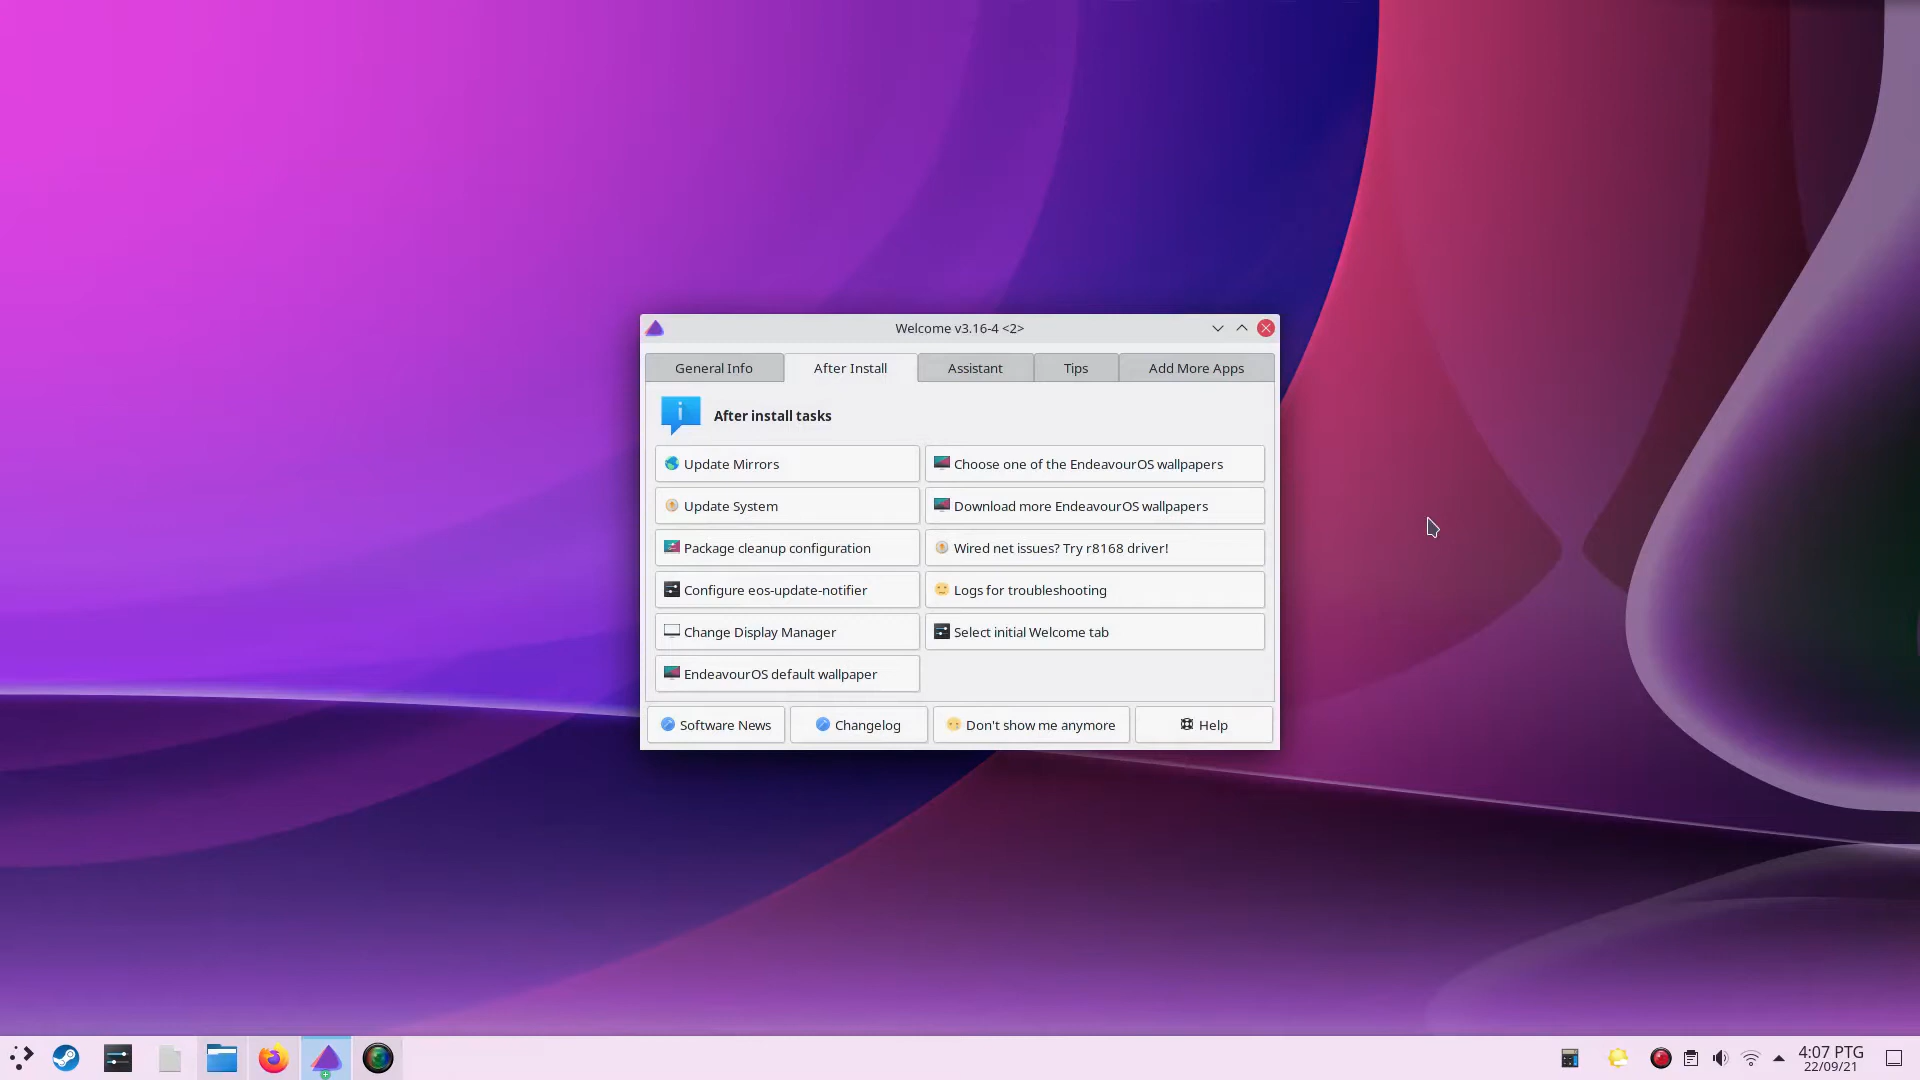 Welcome v3.16-4 <2>
General Info
After Install
Assistant
Tips
Add More Apps
After install tasks
Update Mirrors
Choose one of the EndeavourOS wallpapers
Update System
Download more EndeavourOS wallpapers
Package cleanup configuration
Wired net issues? Try r8168 driver!
Configure eos-update-notifier
Logs for troubleshooting
Change Display Manager
Select initial Welcome tab
EndeavourOS default wallpaper
Software News
Changelog
Don't show me anymore
Help
4:07 PTG
22/09/21